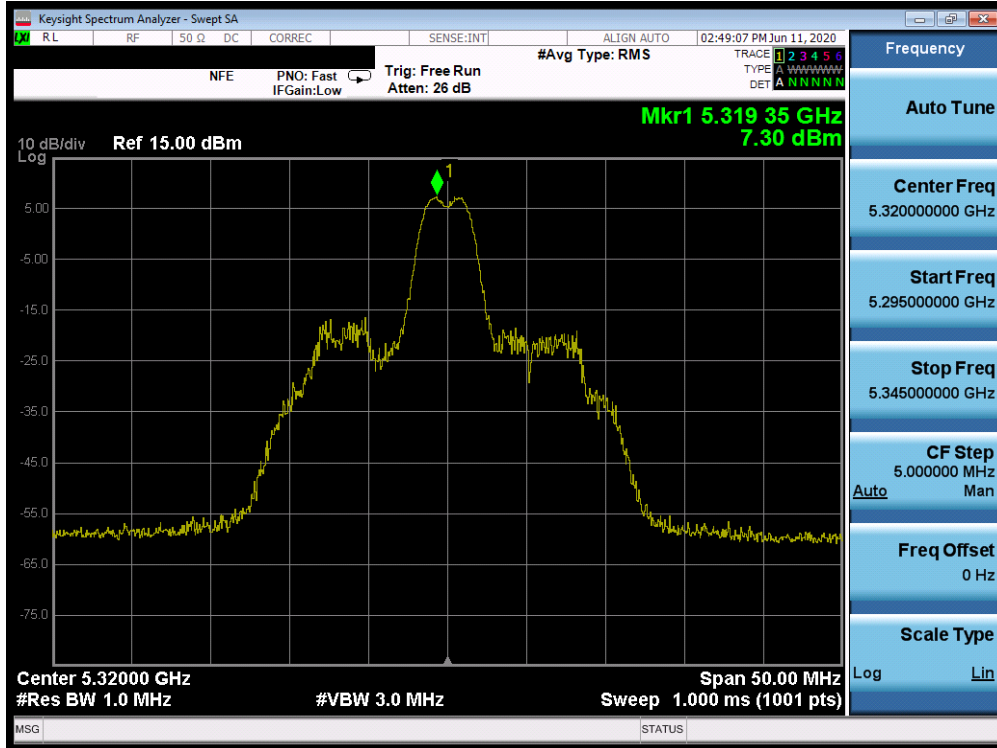 Keysight Spectrum Analyzer - Swept SA
LXI RL RF 50 Ω DC CORREC SENSE:INT ALIGN AUTO 02:49:07 PM Jun 11, 2020
#Avg Type: RMS
TRACE 1 2 3 4 5 6
NFE PNO: Fast Trig: Free Run
TYPE A WWWWW
IFGain:Low Atten: 26 dB
DET A N N N N N
Mkr1 5.319 35 GHz
7.30 dBm
10 dB/div Ref 15.00 dBm
Log
1
5.00
-5.00
-15.0
-25.0
-35.0
-45.0
-55.0
-65.0
-75.0
Center 5.32000 GHz Span 50.00 MHz
#Res BW 1.0 MHz #VBW 3.0 MHz Sweep 1.000 ms (1001 pts)
MSG STATUS
Frequency
Auto Tune
Center Freq
5.320000000 GHz
Start Freq
5.295000000 GHz
Stop Freq
5.345000000 GHz
CF Step
5.000000 MHz
Auto Man
Freq Offset
0 Hz
Scale Type
Log Lin